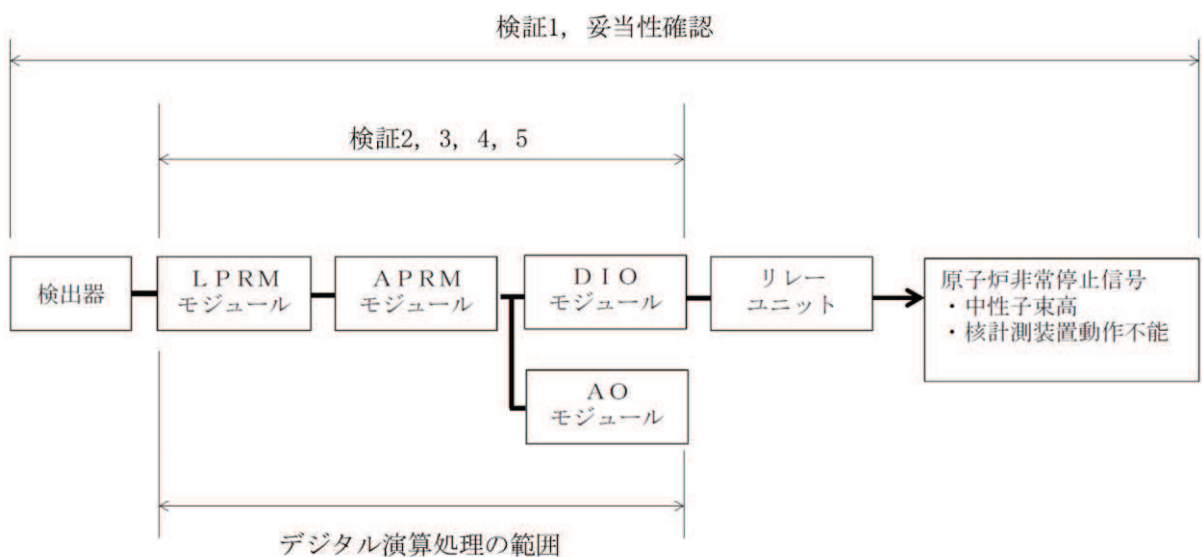 検証1，妥当性確認
検証2，3，4，5
検出器
ＬＰＲＭ
モジュール
ＡＰＲＭ
モジュール
ＤＩＯ
モジュール
リレー
ユニット
原子炉非常停止信号
・中性子束高
・核計測装置動作不能
ＡＯ
モジュール
デジタル演算処理の範囲